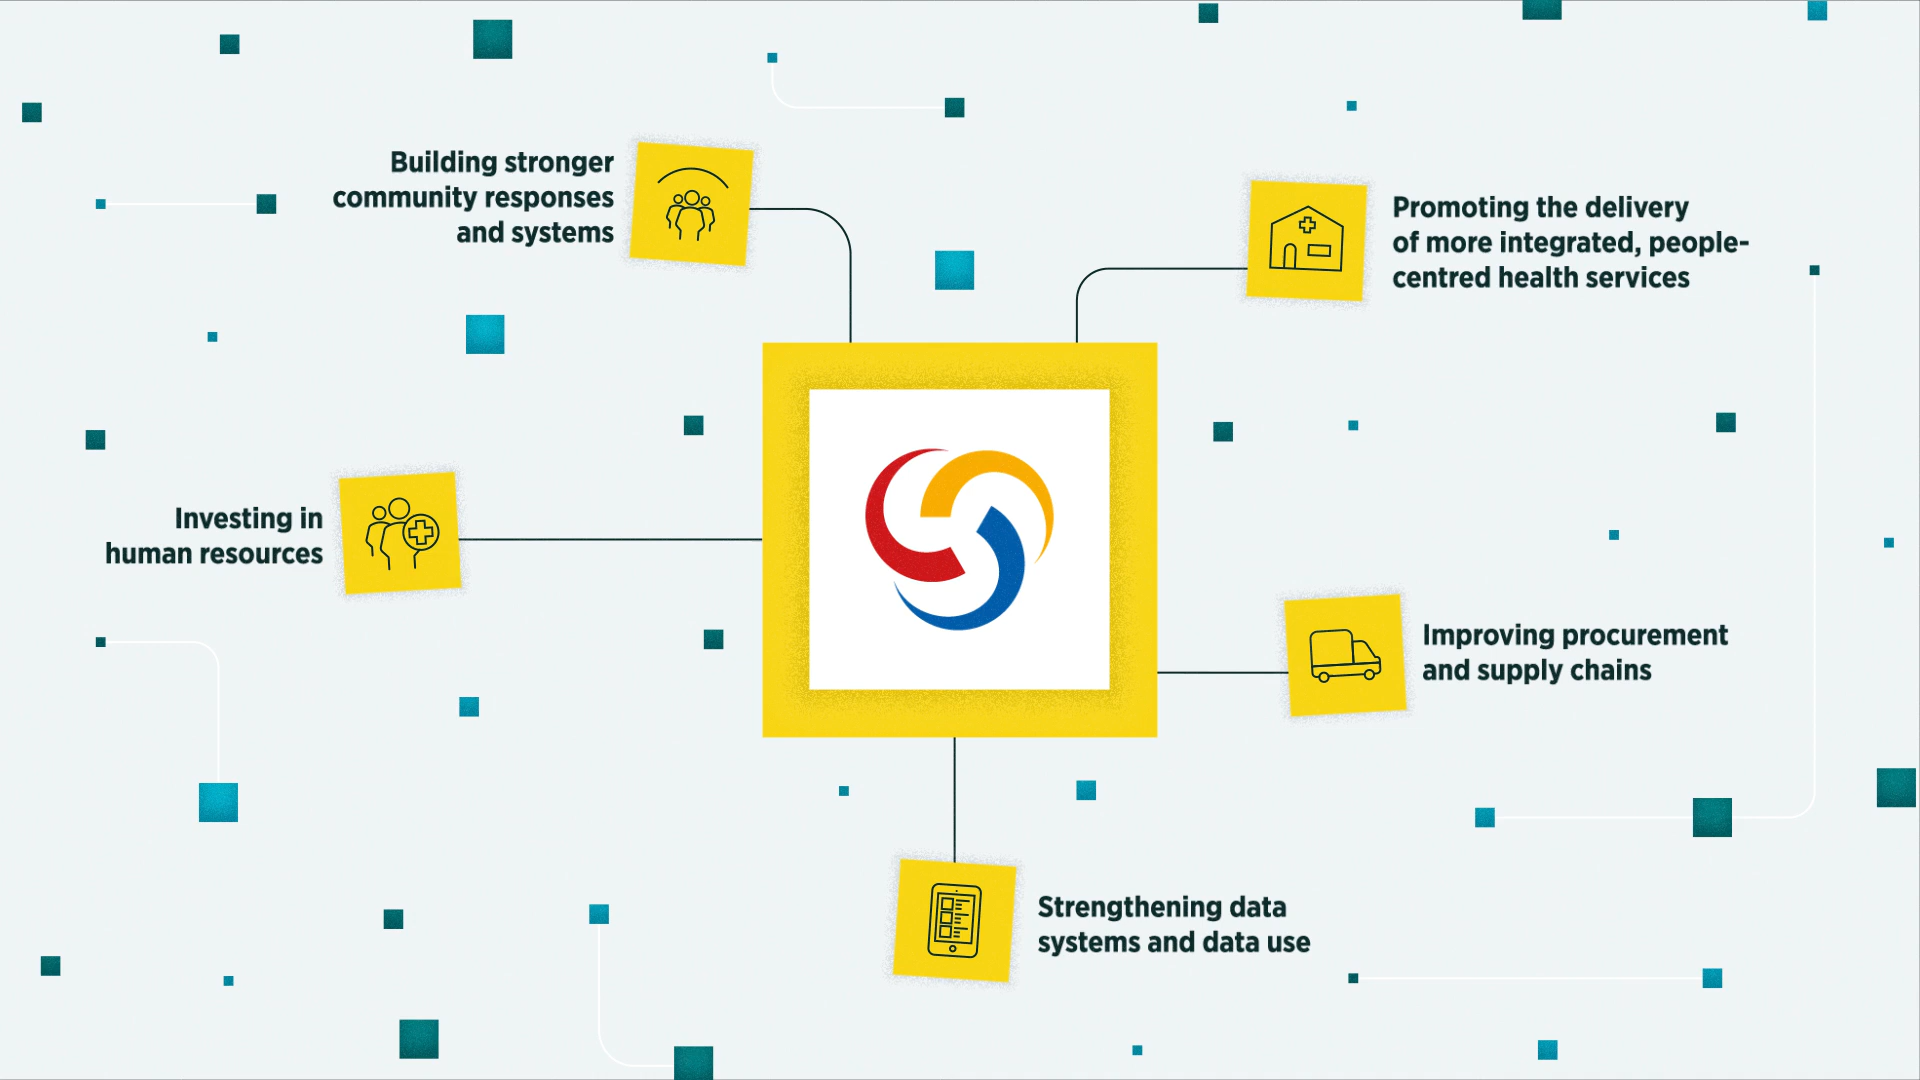 Building stronger
community responses
and systems
Promoting the delivery
of more integrated, people-
centred health services
Investing in
human resources
Improving procurement
and supply chains
Strengthening data
systems and data use